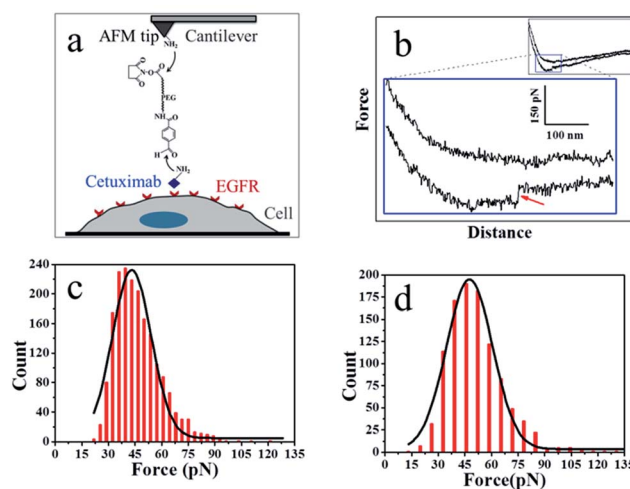 a
AFM tip
Cantilever
NH₂
O
O
N-O
O
O
PEG
NH
O
H
O
NH₂
Cetuximab
EGFR
Cell
b
Force
150 pN
100 nm
Distance
c
Count
240
200
160
120
80
40
0
0 15 30 45 60 75 90 105 120 135
Force (pN)
d
Count
200
175
150
125
100
75
50
25
0
0 15 30 45 60 75 90 105 120 135
Force(pN)